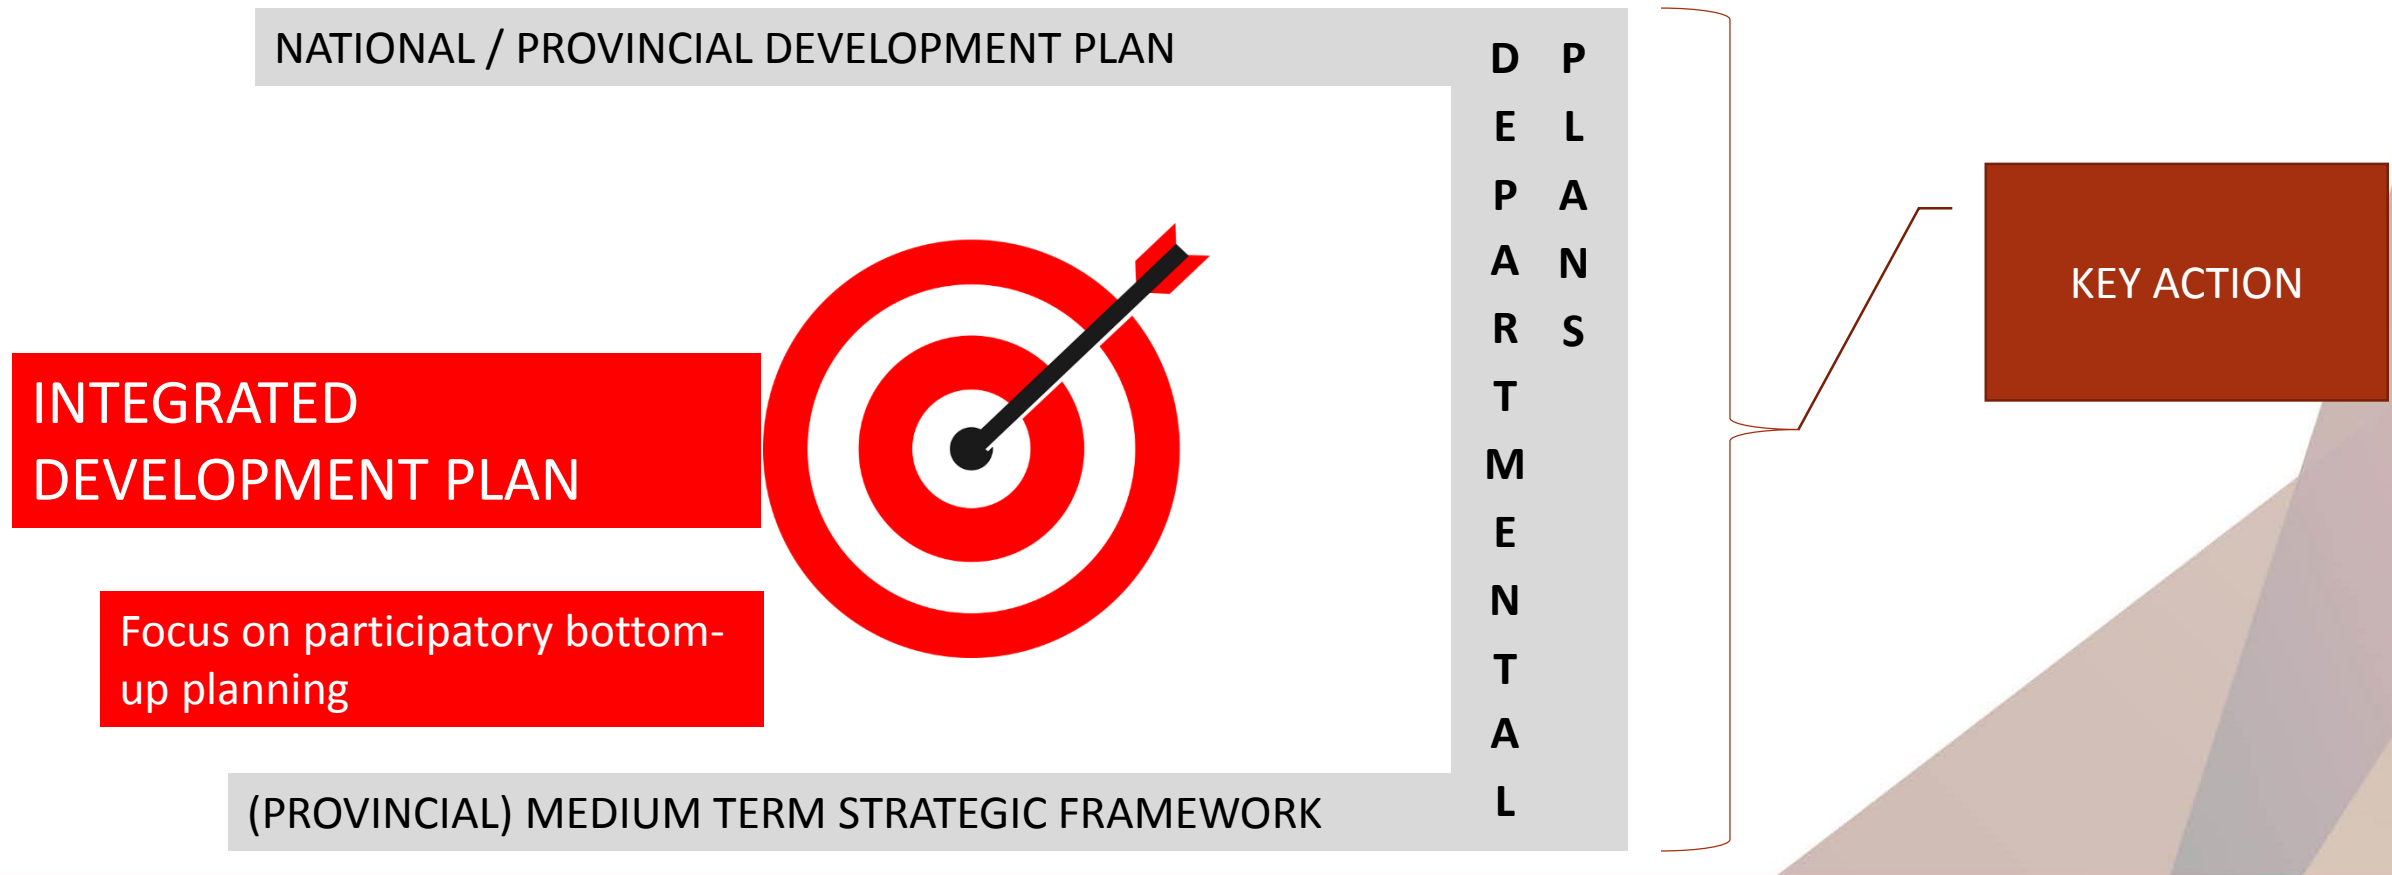 NATIONAL / PROVINCIAL DEVELOPMENT PLAN
DEPARTMENTAL
PLANS
KEY ACTION
INTEGRATED
DEVELOPMENT PLAN
Focus on participatory bottom-
up planning
(PROVINCIAL) MEDIUM TERM STRATEGIC FRAMEWORK